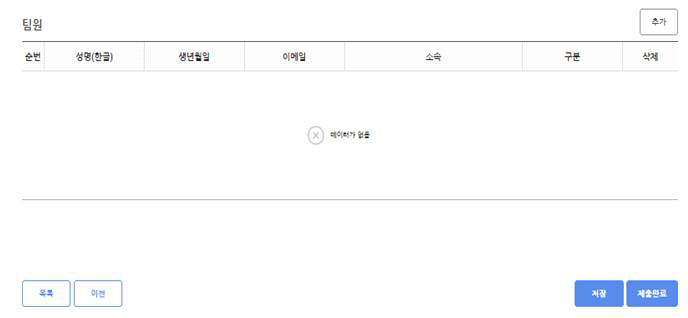 팀원
추가
순번 성명(한글) 생년월일 이메일 소속 구분 삭제
데이터가 없음
목록 이전 저장 제출완료